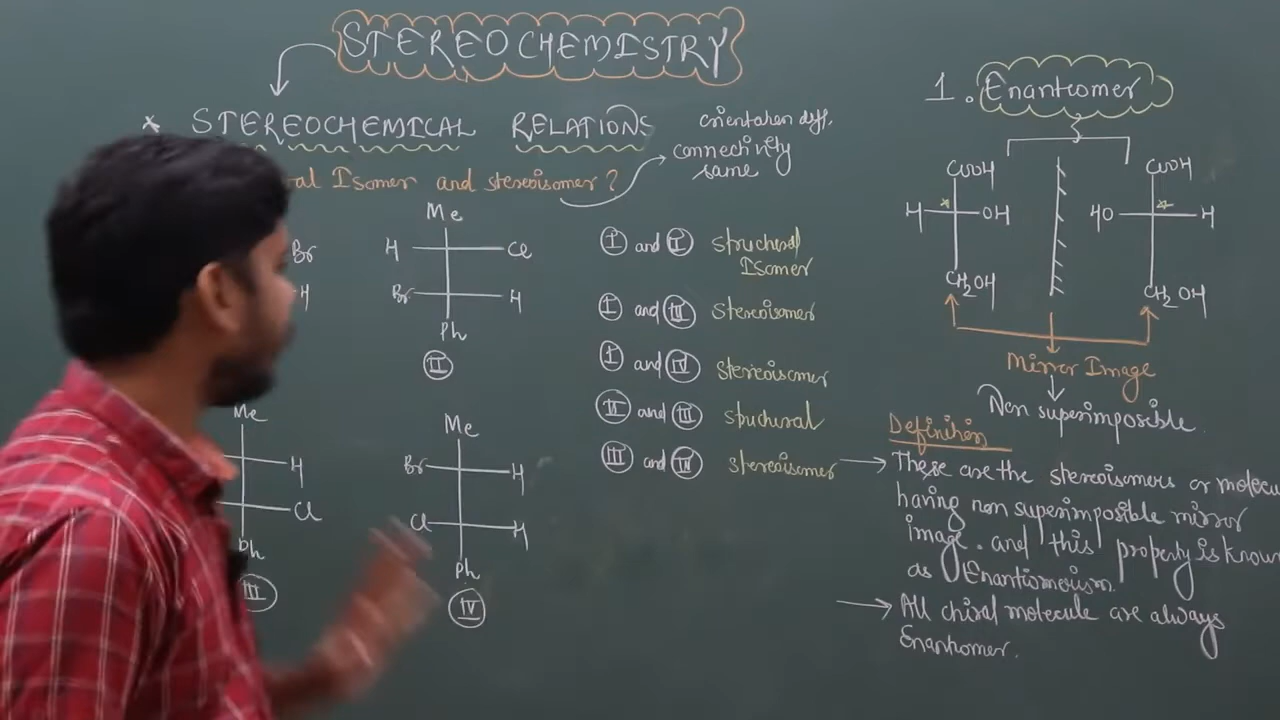 STEREOCHEMISTRY
* STEREOCHEMICAL RELATIONS
orientation diff.
connectivity
same
al Isomer and stereoisomer?
Br
H
Me
H Cl
Br H
Ph
II
Me
H
Cl
Ph
III
Me
Br H
Cl H
Ph
IV
I and II structural
Isomer
I and III stereoisomer
I and IV stereoisomer
II and III structural
III and IV stereoisomer
1. Enantiomer
COOH COOH
H * OH HO * H
CH2OH CH2OH
Mirror Image
Non superimposible.
Definition
These are the stereoisomers or molecu
having non superimposible mirror
image. and this property is known
as Enantiomerism.
All chiral molecule are always
Enantiomer.